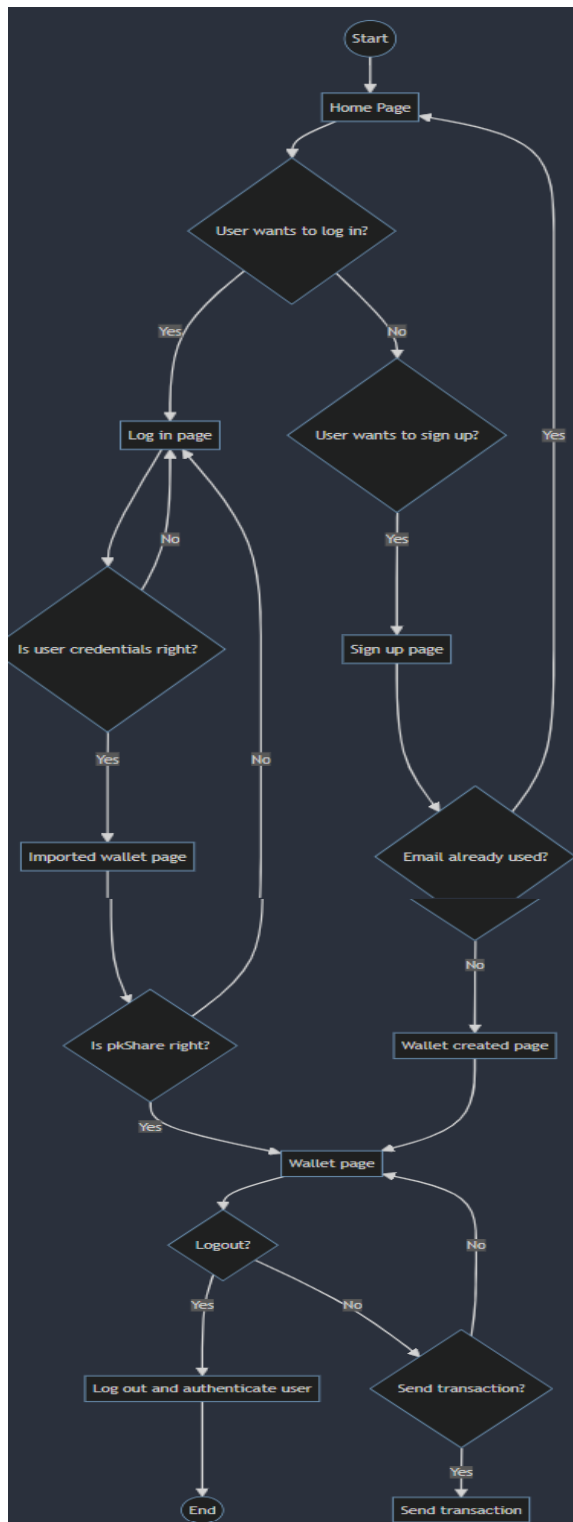 Start
Home Page
User wants to log in?
Yes
No
Log in page
User wants to sign up?
Yes
No
Yes
Is user credentials right?
Sign up page
Yes
No
Imported wallet page
Email already used?
No
Is pkShare right?
Wallet created page
Yes
Wallet page
Logout?
No
Yes
No
Log out and authenticate user
Send transaction?
Yes
End
Send transaction